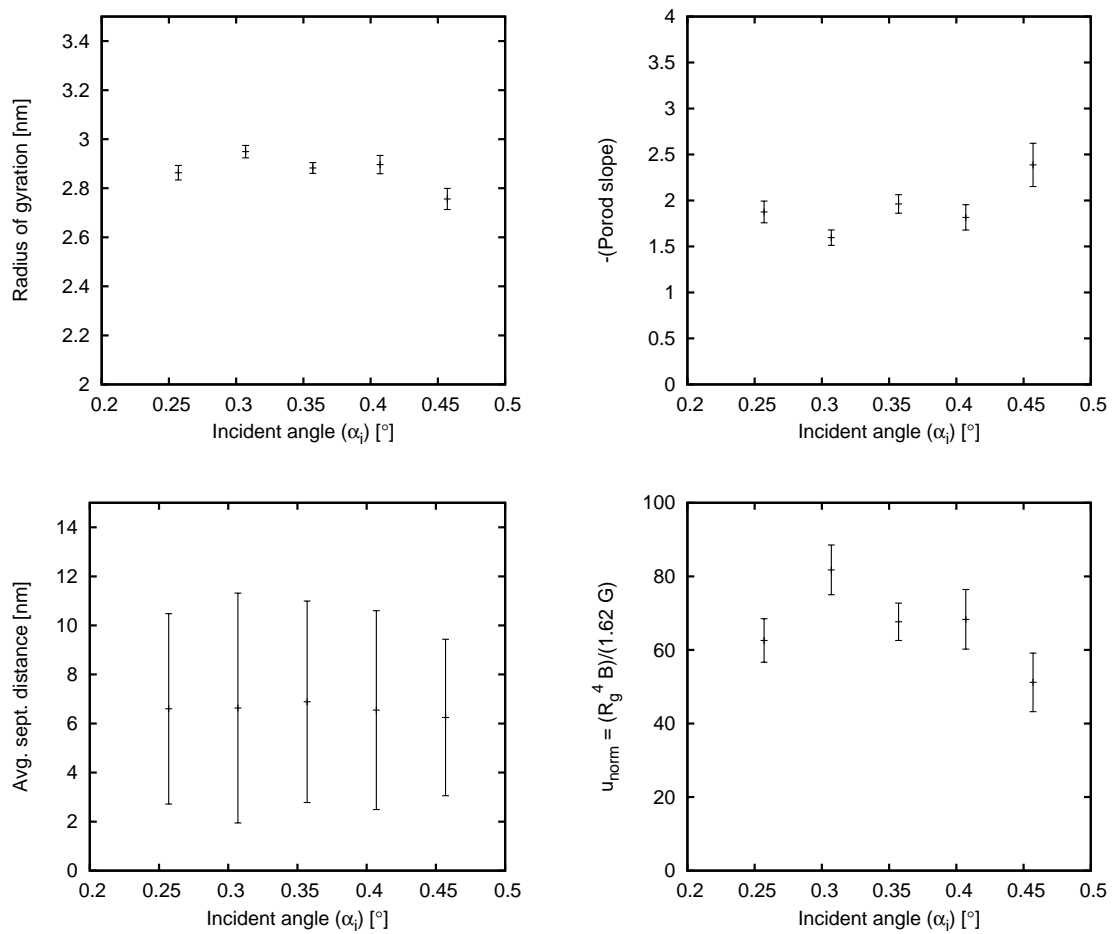 3.4
3.2
3
2.8
2.6
2.4
2.2
2
Radius of gyration [nm]
0.2 0.25 0.3 0.35 0.4 0.45 0.5
Incident angle (αi) [°]
4
3.5
3
2.5
2
1.5
1
0.5
0
-(Porod slope)
0.2 0.25 0.3 0.35 0.4 0.45 0.5
Incident angle (αi) [°]
14
12
10
8
6
4
2
0
Avg. sept. distance [nm]
0.2 0.25 0.3 0.35 0.4 0.45 0.5
Incident angle (αi) [°]
100
80
60
40
20
0
unorm = (Rg^4 B)/(1.62 G)
0.2 0.25 0.3 0.35 0.4 0.45 0.5
Incident angle (αi) [°]